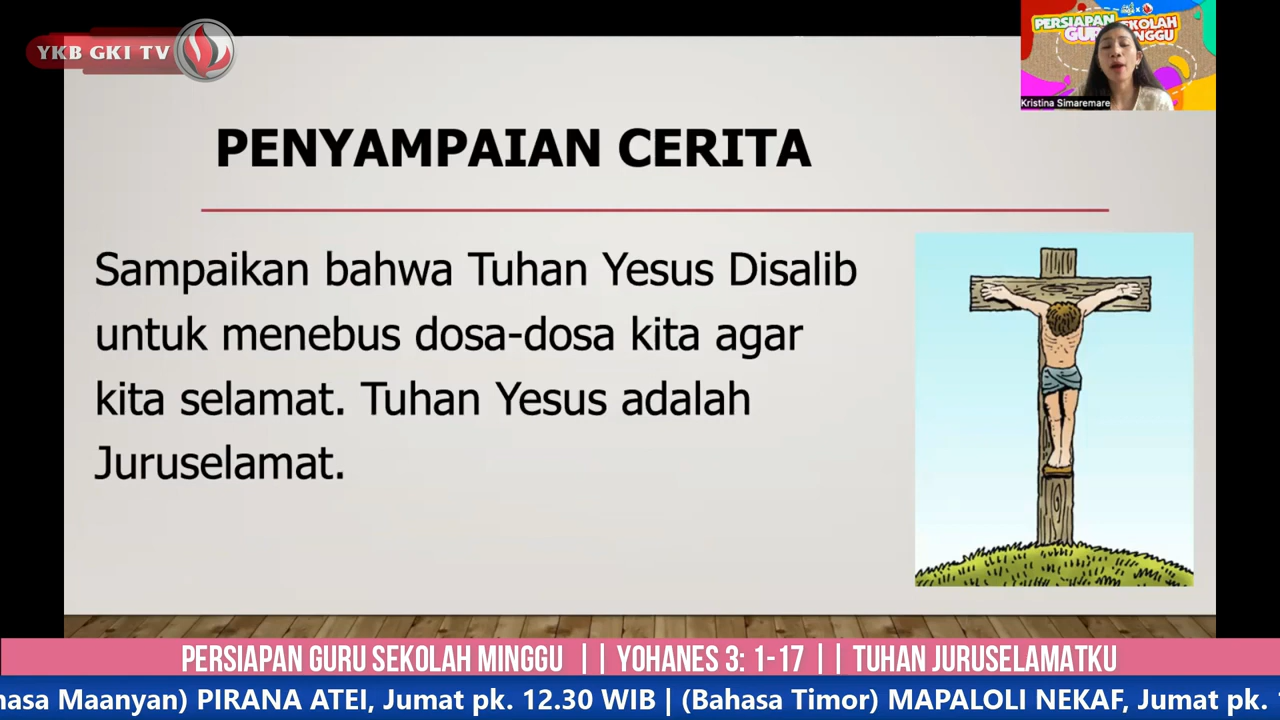 YKB GKI TV
PERSIAPAN SEKOLAH
GURU MINGGU
Kristina Simaremare
PENYAMPAIAN CERITA
Sampaikan bahwa Tuhan Yesus Disalib
untuk menebus dosa-dosa kita agar
kita selamat. Tuhan Yesus adalah
Juruselamat.
PERSIAPAN GURU SEKOLAH MINGGU || YOHANES 3: 1-17 || TUHAN JURUSELAMATKU
Maanyan) PIRANA ATEI, Jumat pk. 12.30 WIB | (Bahasa Timor) MAPALOLI NEKAF, Jumat pk.